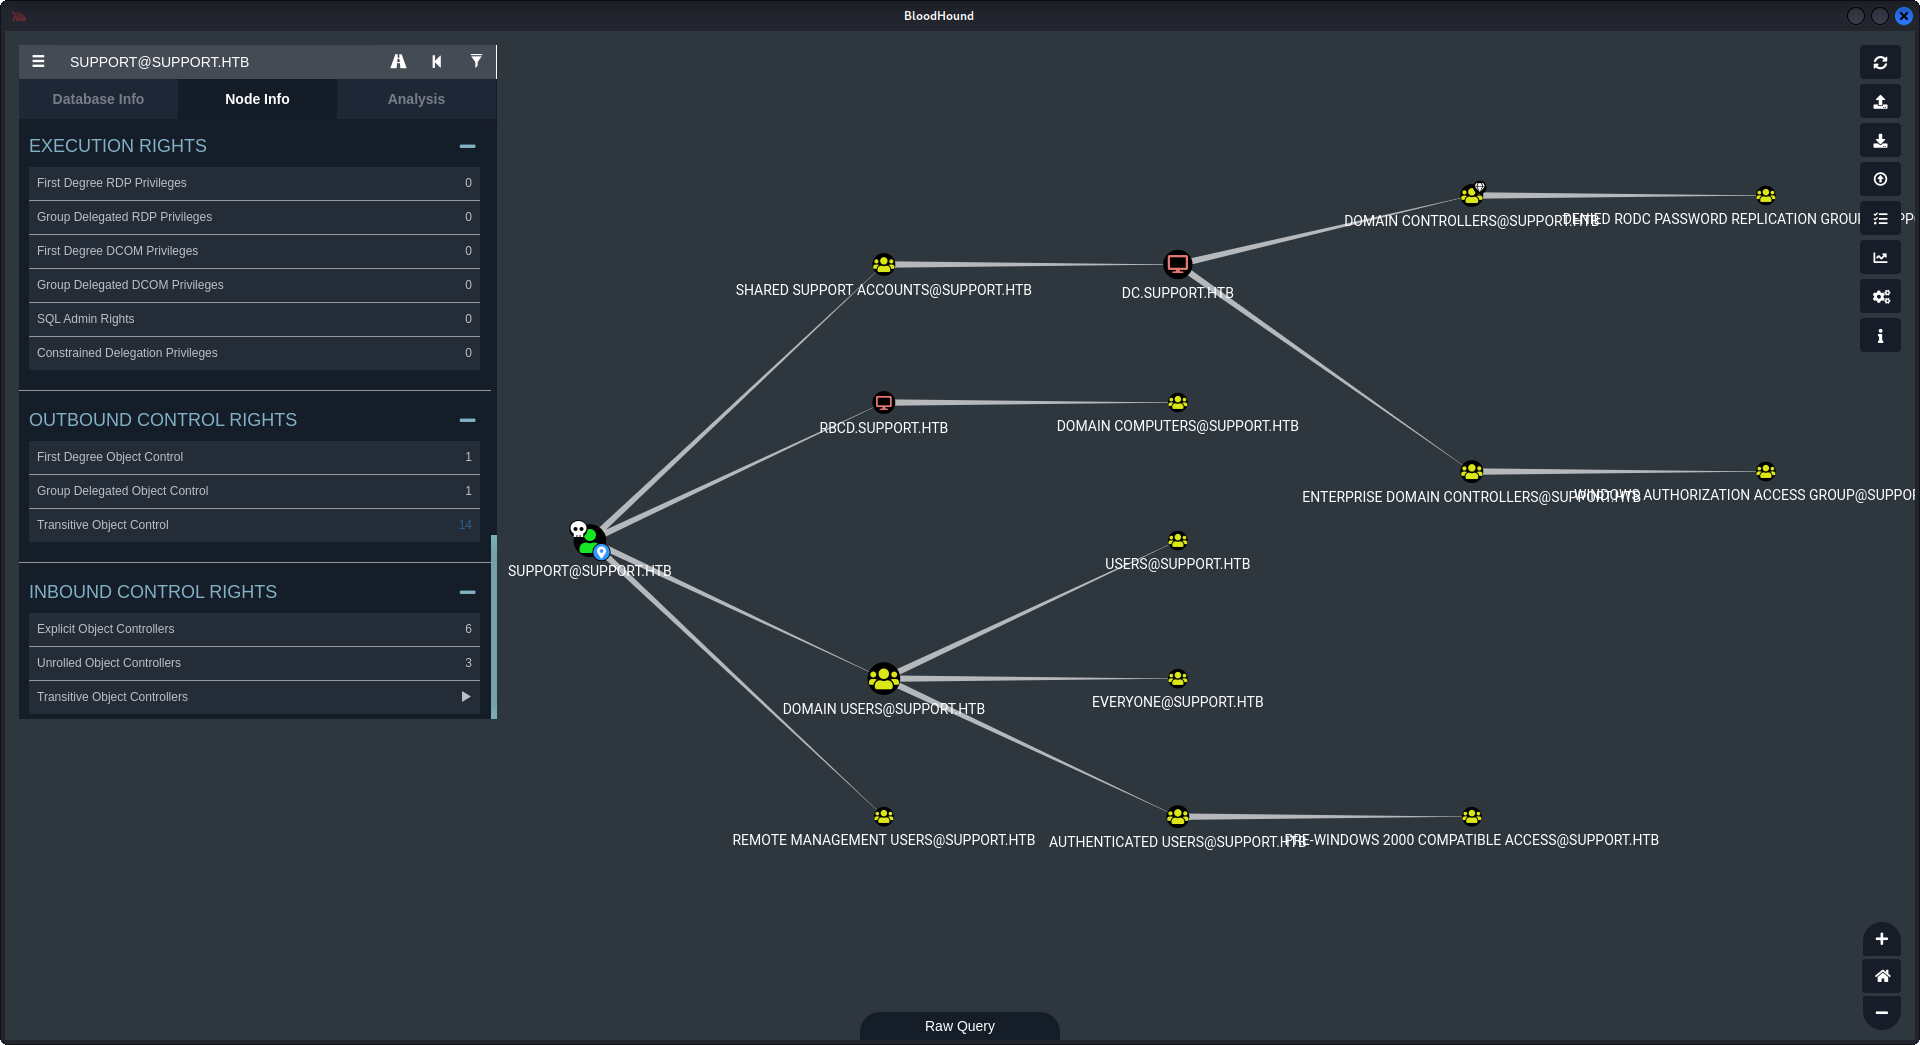 BloodHound
SUPPORT@SUPPORT.HTB
Database Info
Node Info
Analysis
EXECUTION RIGHTS
First Degree RDP Privileges 0
Group Delegated RDP Privileges 0
First Degree DCOM Privileges 0
Group Delegated DCOM Privileges 0
SQL Admin Rights 0
Constrained Delegation Privileges 0
OUTBOUND CONTROL RIGHTS
First Degree Object Control 1
Group Delegated Object Control 1
Transitive Object Control 14
INBOUND CONTROL RIGHTS
Explicit Object Controllers 6
Unrolled Object Controllers 3
Transitive Object Controllers
DOMAIN CONTROLLERS@SUPPORT.HTB
DENIED RODC PASSWORD REPLICATION
SHARED SUPPORT ACCOUNTS@SUPPORT.HTB
DC.SUPPORT.HTB
RBCD.SUPPORT.HTB
DOMAIN COMPUTERS@SUPPORT.HTB
ENTERPRISE DOMAIN CONTROLLERS@SUPPORT.HTB
WINDOWS AUTHORIZATION ACCESS GROUP@SUPPO
SUPPORT@SUPPORT.HTB
USERS@SUPPORT.HTB
DOMAIN USERS@SUPPORT.HTB
EVERYONE@SUPPORT.HTB
REMOTE MANAGEMENT USERS@SUPPORT.HTB
AUTHENTICATED USERS@SUPPORT.HTB
PRE-WINDOWS 2000 COMPATIBLE ACCESS@SUPPORT.HTB
Raw Query